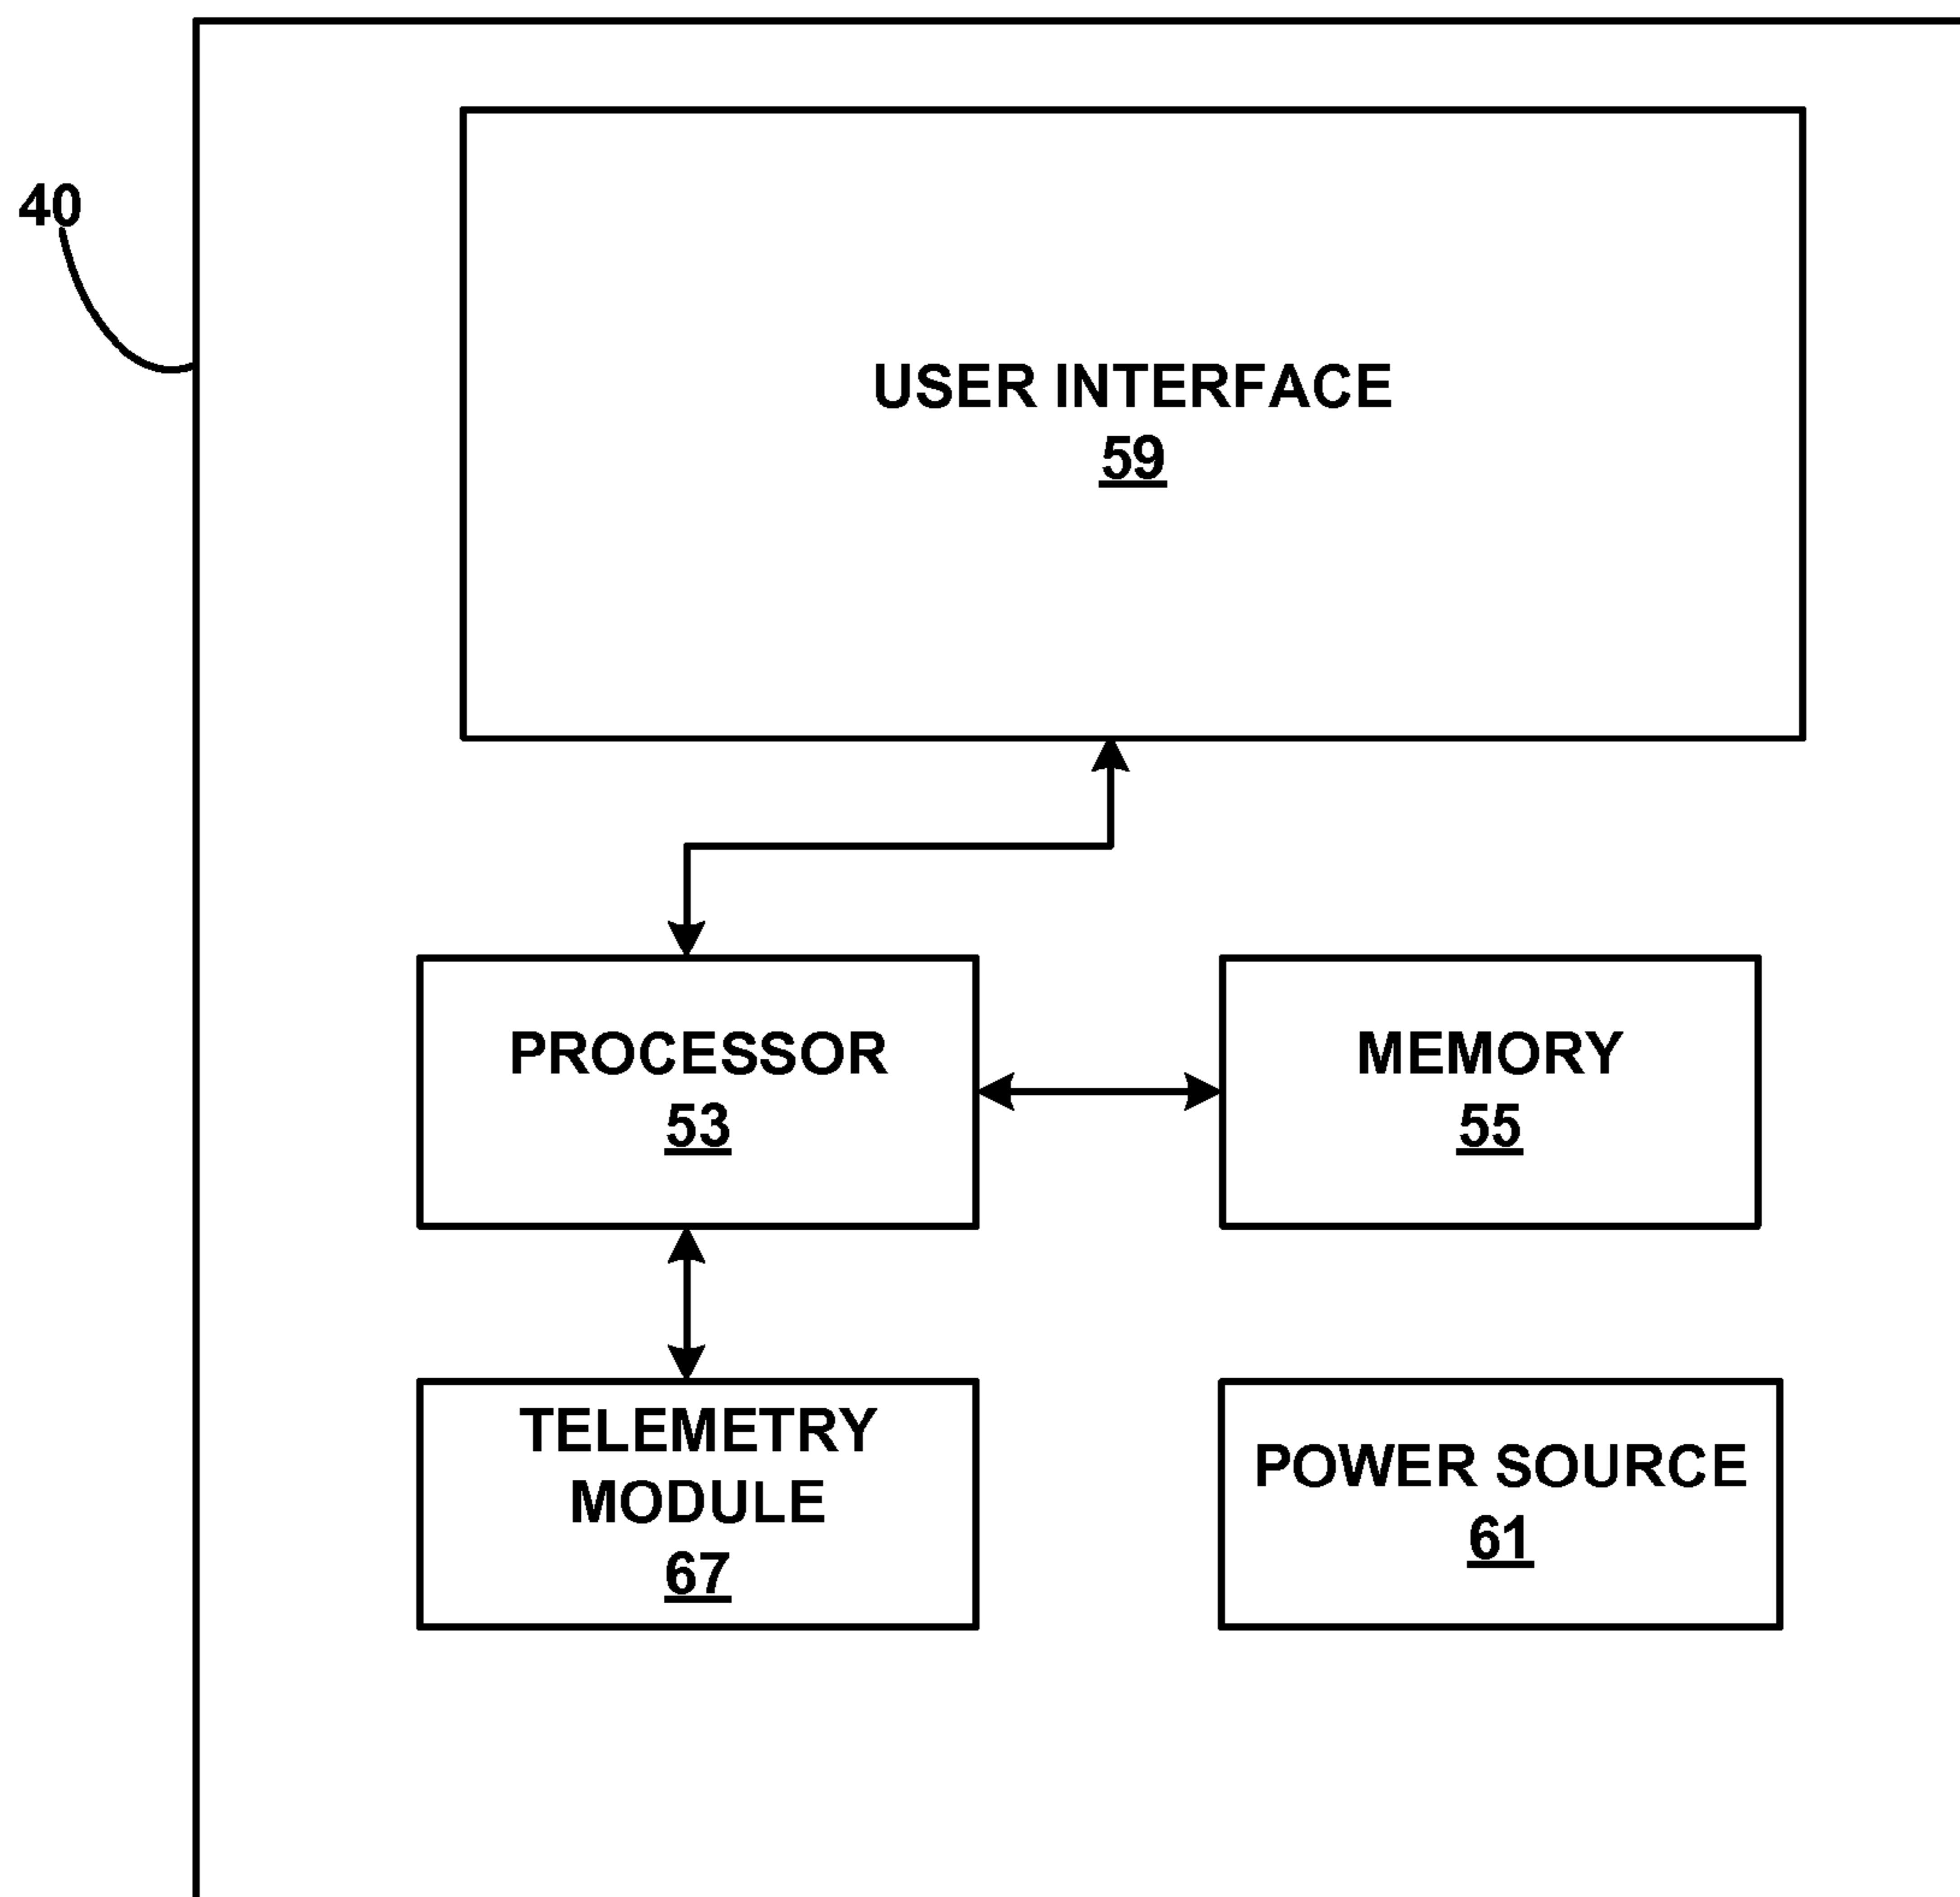 40
USER INTERFACE
59
PROCESSOR
53
MEMORY
55
TELEMETRY
MODULE
67
POWER SOURCE
61